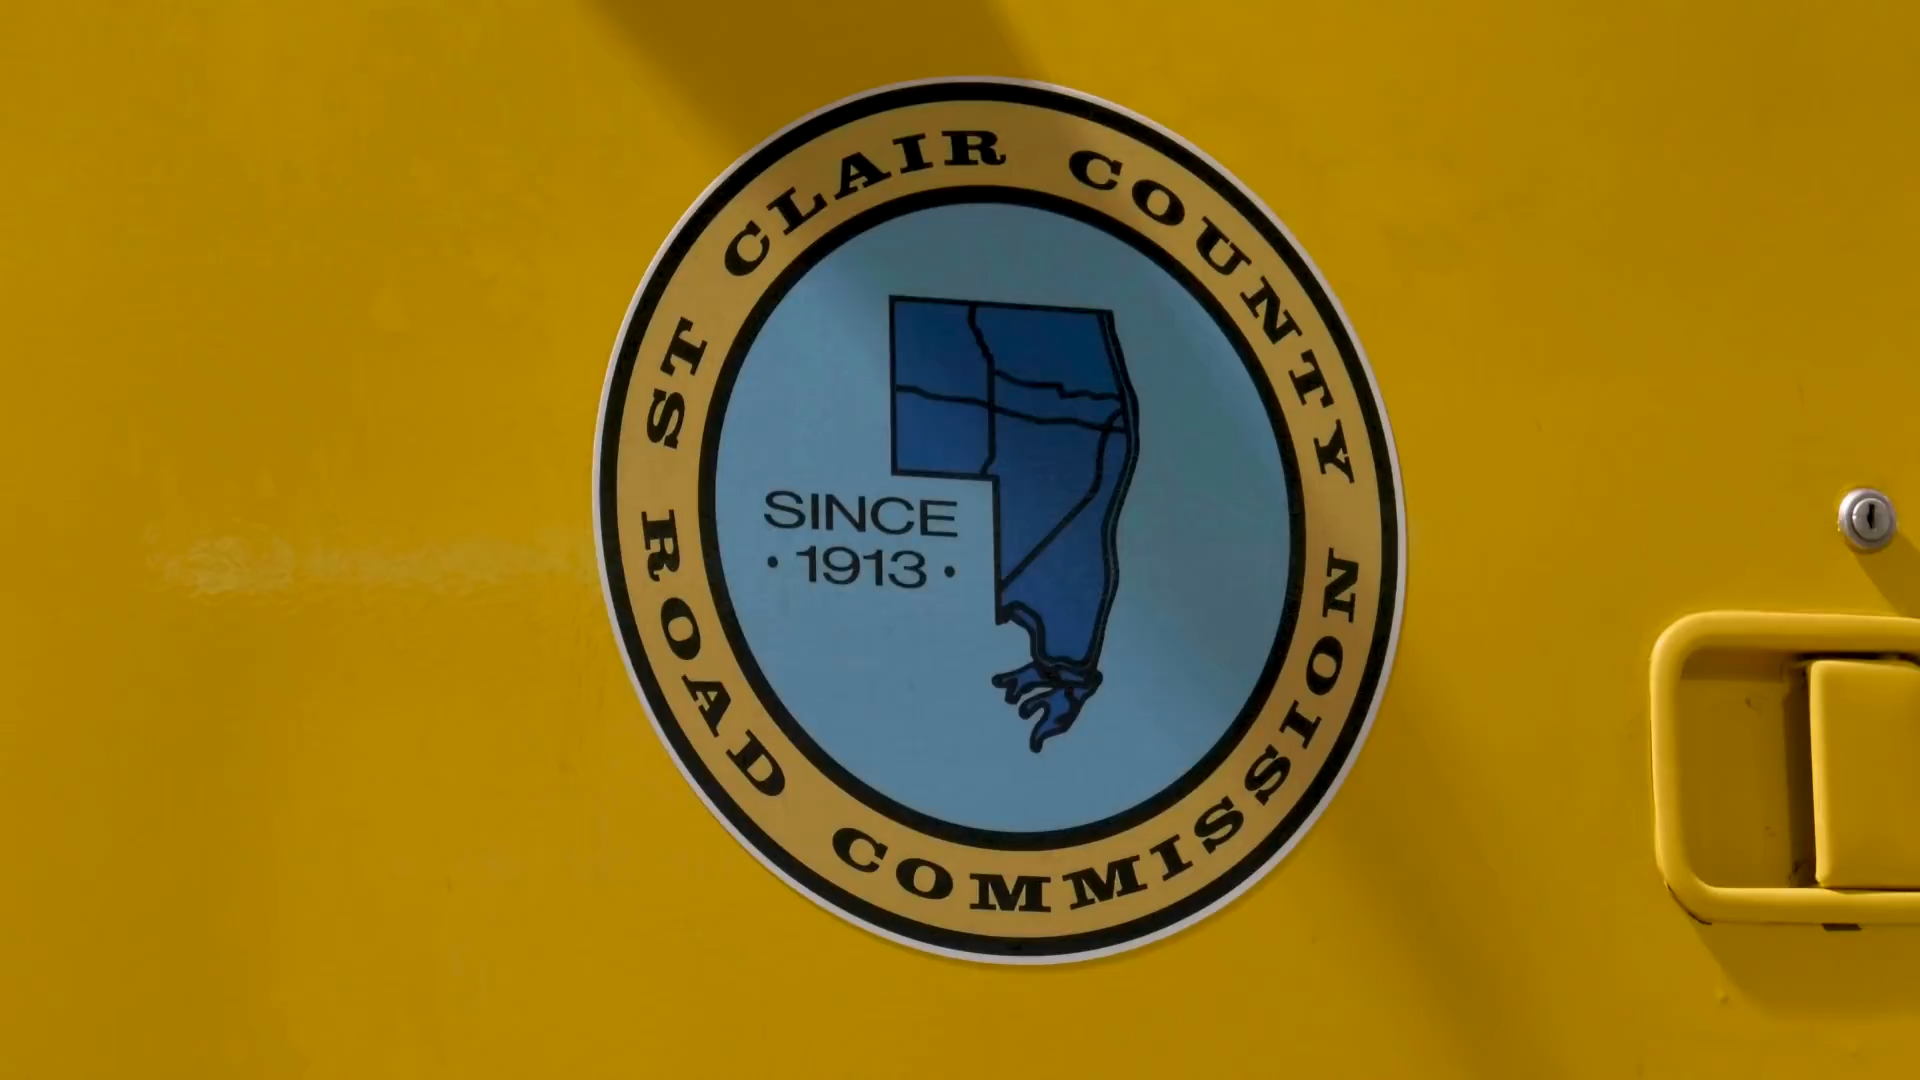 ST CLAIR COUNTY
ROAD COMMISSION
SINCE
• 1913 •